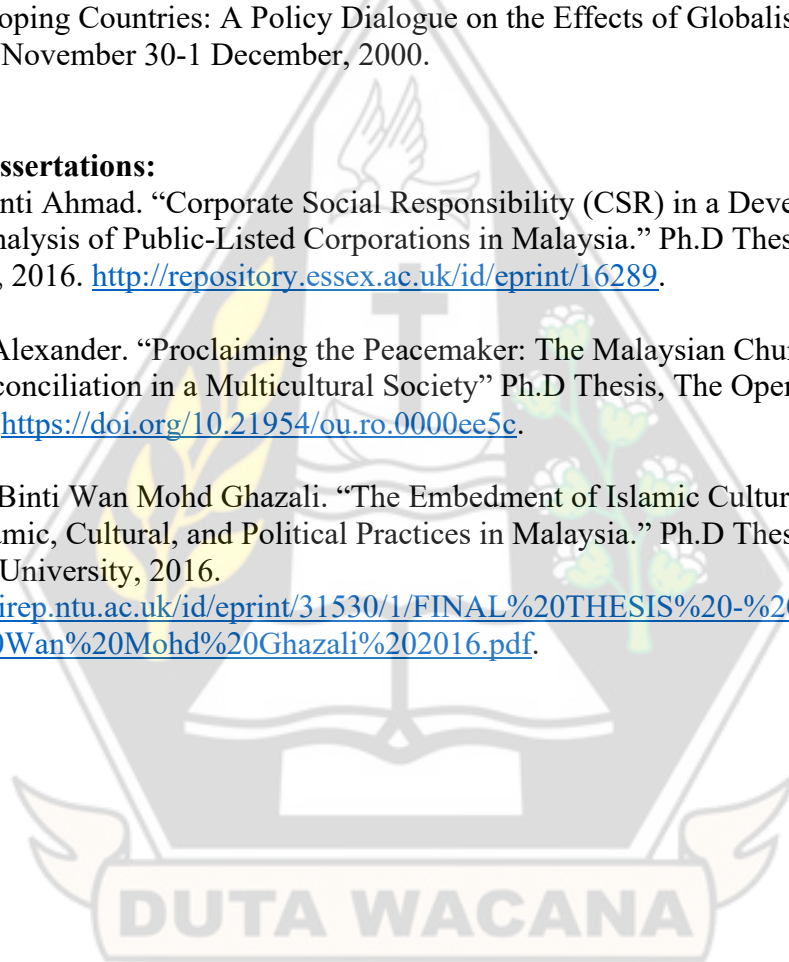 oping Countries: A Policy Dialogue on the Effects of Globalis
November 30-1 December, 2000.
ssertations:
nti Ahmad. “Corporate Social Responsibility (CSR) in a Deve
nalysis of Public-Listed Corporations in Malaysia.” Ph.D Thes
, 2016. http://repository.essex.ac.uk/id/eprint/16289.
Alexander. “Proclaiming the Peacemaker: The Malaysian Chur
conciliation in a Multicultural Society” Ph.D Thesis, The Open
https://doi.org/10.21954/ou.ro.0000ee5c.
Binti Wan Mohd Ghazali. “The Embedment of Islamic Cultur
amic, Cultural, and Political Practices in Malaysia.” Ph.D Thes
University, 2016.
irep.ntu.ac.uk/id/eprint/31530/1/FINAL%20THESIS%20-%2
0Wan%20Mohd%20Ghazali%202016.pdf.
DUTA WACANA